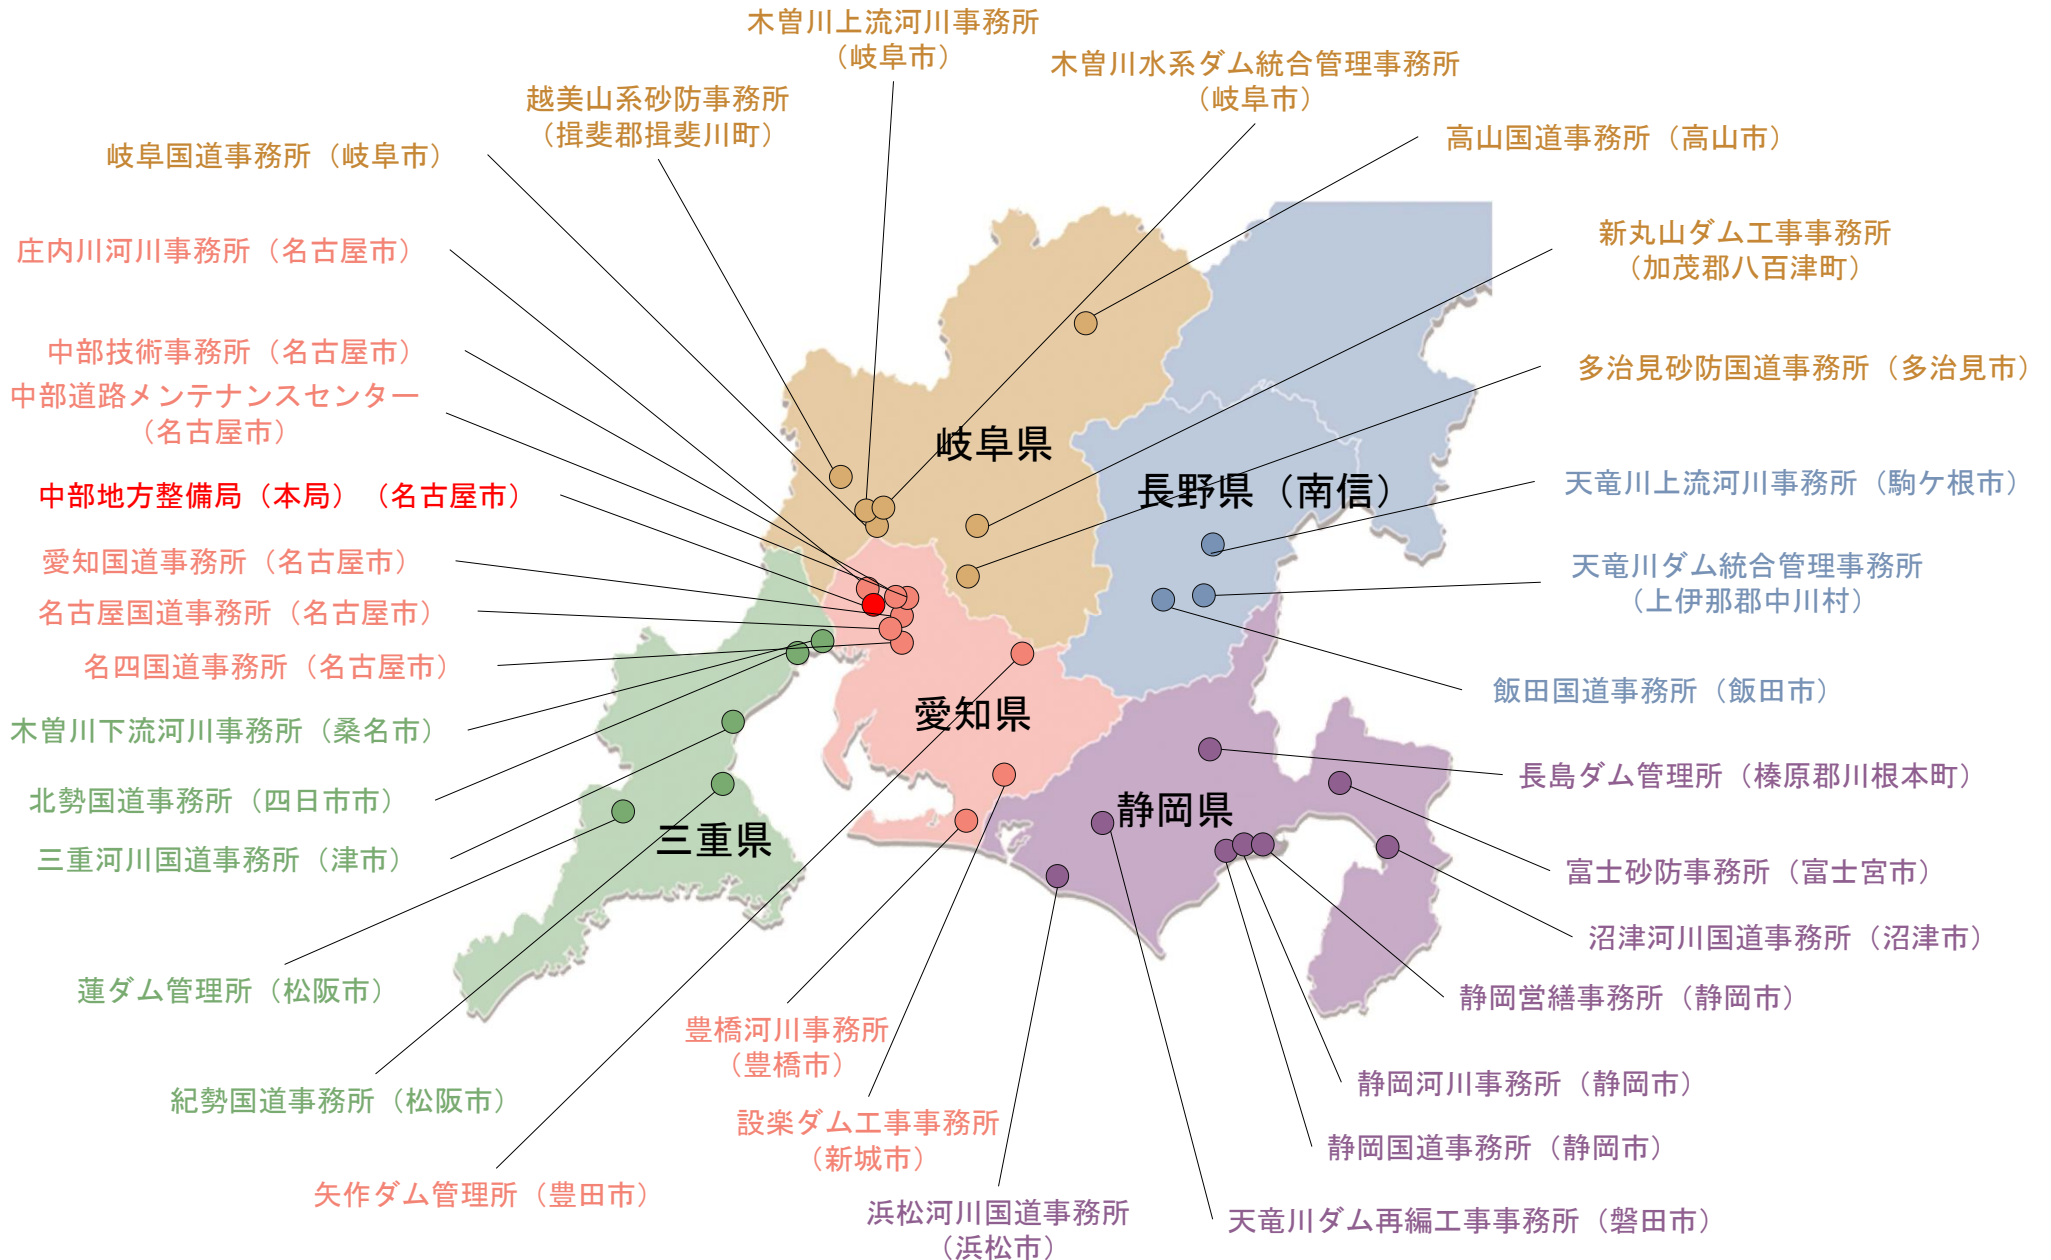 木曽川上流河川事務所
（岐阜市）
木曽川水系ダム統合管理事務所
（岐阜市）
越美山系砂防事務所
（揖斐郡揖斐川町）
高山国道事務所（高山市）
岐阜国道事務所（岐阜市）
新丸山ダム工事事務所
（加茂郡八百津町）
庄内川河川事務所（名古屋市）
中部技術事務所（名古屋市）
多治見砂防国道事務所（多治見市）
中部道路メンテナンスセンター
（名古屋市）
岐阜県
長野県（南信）
天竜川上流河川事務所（駒ケ根市）
中部地方整備局（本局）（名古屋市）
愛知国道事務所（名古屋市）
天竜川ダム統合管理事務所
（上伊那郡中川村）
名古屋国道事務所（名古屋市）
名四国道事務所（名古屋市）
飯田国道事務所（飯田市）
愛知県
木曽川下流河川事務所（桑名市）
長島ダム管理所（榛原郡川根本町）
北勢国道事務所（四日市市）
静岡県
三重県
三重河川国道事務所（津市）
富士砂防事務所（富士宮市）
沼津河川国道事務所（沼津市）
蓮ダム管理所（松阪市）
静岡営繕事務所（静岡市）
豊橋河川事務所
（豊橋市）
静岡河川事務所（静岡市）
紀勢国道事務所（松阪市）
設楽ダム工事事務所
（新城市）
静岡国道事務所（静岡市）
矢作ダム管理所（豊田市）
浜松河川国道事務所
（浜松市）
天竜川ダム再編工事事務所（磐田市）